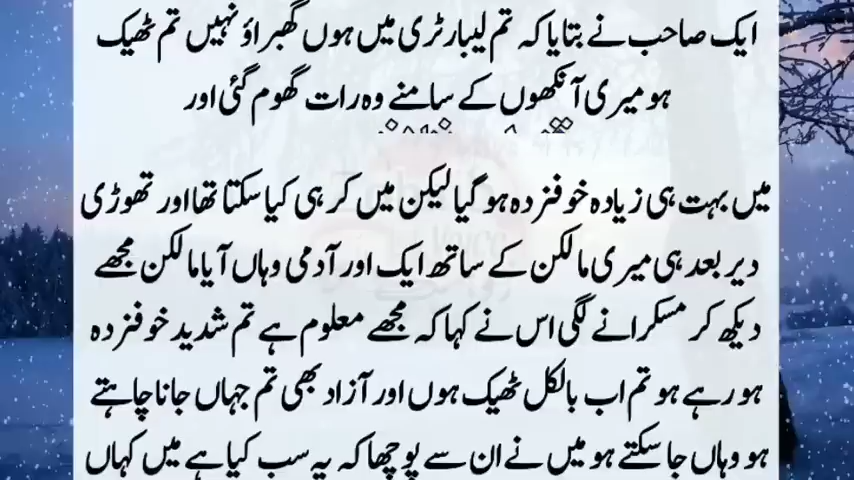 ایک صاحب نے بتایا کہ تم لیبارٹری میں ہوں گھبراؤ نہیں تم ٹھیک
ہو میری آنکھوں کے سامنے وہ رات گھوم گئی اور
میں بہت ہی زیادہ خوفزدہ ہو گیا لیکن میں کر ہی کیا سکتا تھا اور تھوڑی
دیر بعد ہی میری مالکن کے ساتھ ایک اور آدمی وہاں آیا مالکن مجھے
دیکھ کر مسکرانے لگی اس نے کہا کہ مجھے معلوم ہے تم شدید خوفزدہ
ہو رہے ہو تم اب بالکل ٹھیک ہوں اور آزاد بھی تم جہاں جانا چاہتے
ہو وہاں جا سکتے ہو میں نے ان سے پوچھا کہ یہ سب کیا ہے میں کہاں